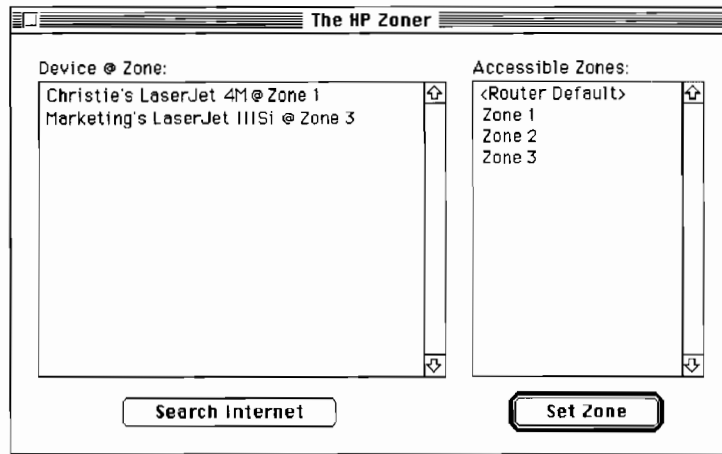 The HP Zoner
Device @ Zone:
Christie's LaserJet 4M@Zone 1
Marketing's LaserJet IIISi @ Zone 3
Search Internet
Accessible Zones:
<Router Default>
Zone 1
Zone 2
Zone 3
Set Zone